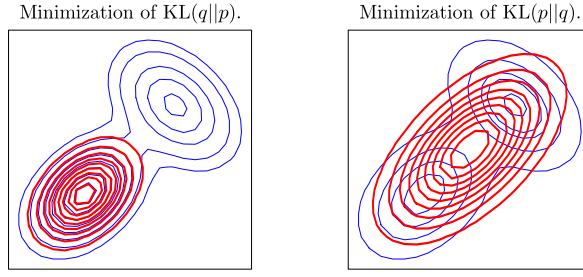 Minimization of KL(q||p).
Minimization of KL(p||q).